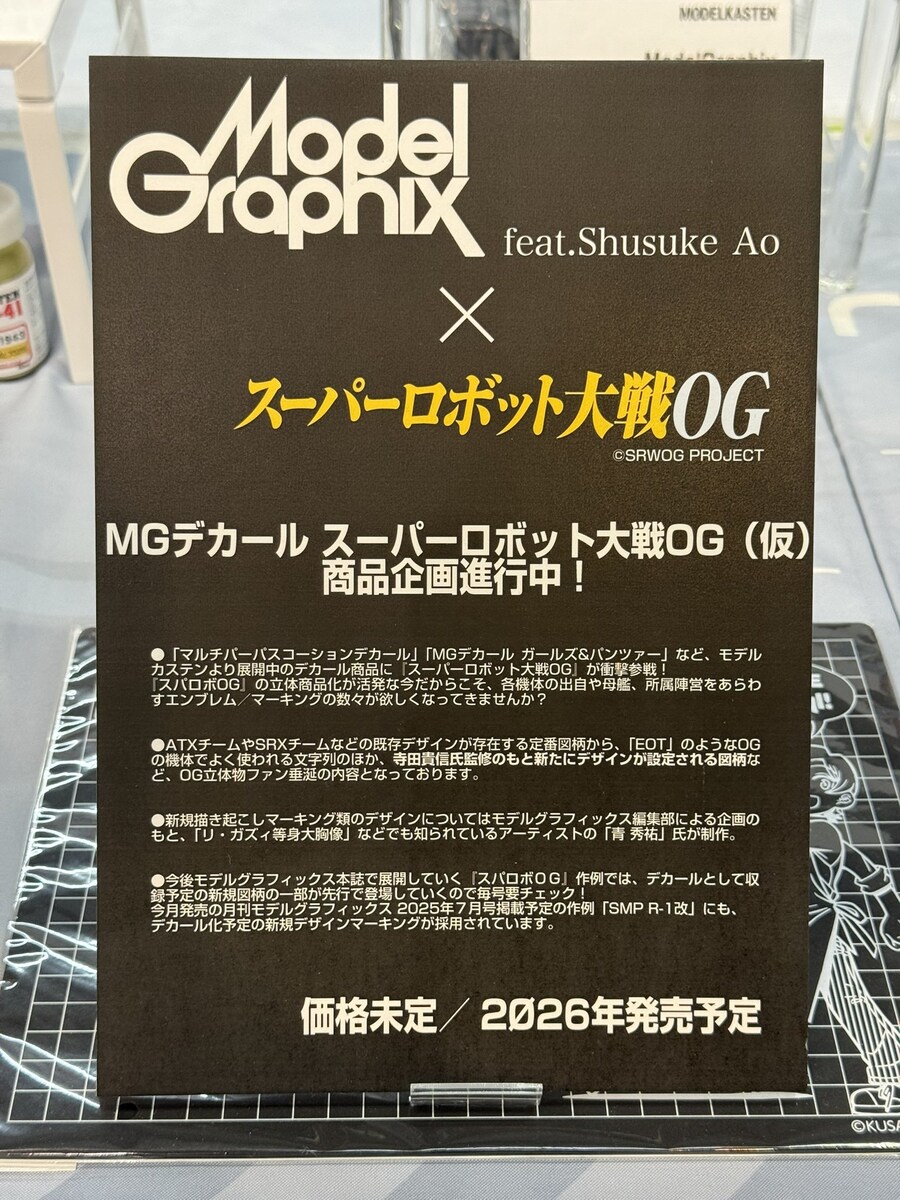 MODELKASTEN
ModelGraphix
Model
Graphix
feat.Shusuke Ao
×
スーパーロボット大戦OG
©SRWOG PROJECT
MGデカール スーパーロボット大戦OG（仮）
商品企画進行中！
●「マルチパーパスコーションデカール」「MGデカール ガールズ&パンツァー」など、モデル
カステンより展開中のデカール商品に『スーパーロボット大戦OG』が衝撃参戦！
『スパロボOG』の立体商品化が活発な今だからこそ、各機体の出自や母艦、所属陣営をあらわ
すエンブレム／マーキングの数々が欲しくなってきませんか？
●ATXチームやSRXチームなどの既存デザインが存在する定番図柄から、「EOT」のようなOG
の機体でよく使われる文字列のほか、寺田貴信氏監修のもと新たにデザインが設定される図柄な
ど、OG立体物ファン垂涎の内容となっております。
●新規描き起こしマーキング類のデザインについてはモデルグラフィックス編集部による企画の
もと、「リ・ガズィ等身大胸像」などでも知られているアーティストの「青 秀祐」氏が制作。
●今後モデルグラフィックス本誌で展開していく『スパロボOG』作例では、デカールとして収
録予定の新規図柄の一部が先行で登場していくので毎号要チェック！
今月発売の月刊モデルグラフィックス 2025年7月号掲載予定の作例「SMP R-1改」にも、
デカール化予定の新規デザインマーキングが採用されています。
価格未定／ 2026年発売予定
-41
©KUSA